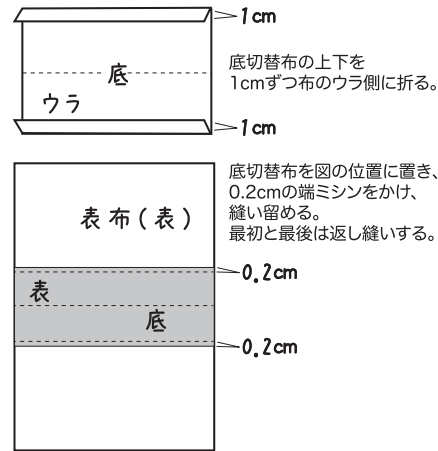 1cm
底切替布の上下を
1cmずつ布のウラ側に折る。
底
ウラ
1cm
底切替布を図の位置に置き、
0.2cmの端ミシンをかけ、
縫い留める。
最初と最後は返し縫いする。
表布(表)
0.2cm
表
底
0.2cm